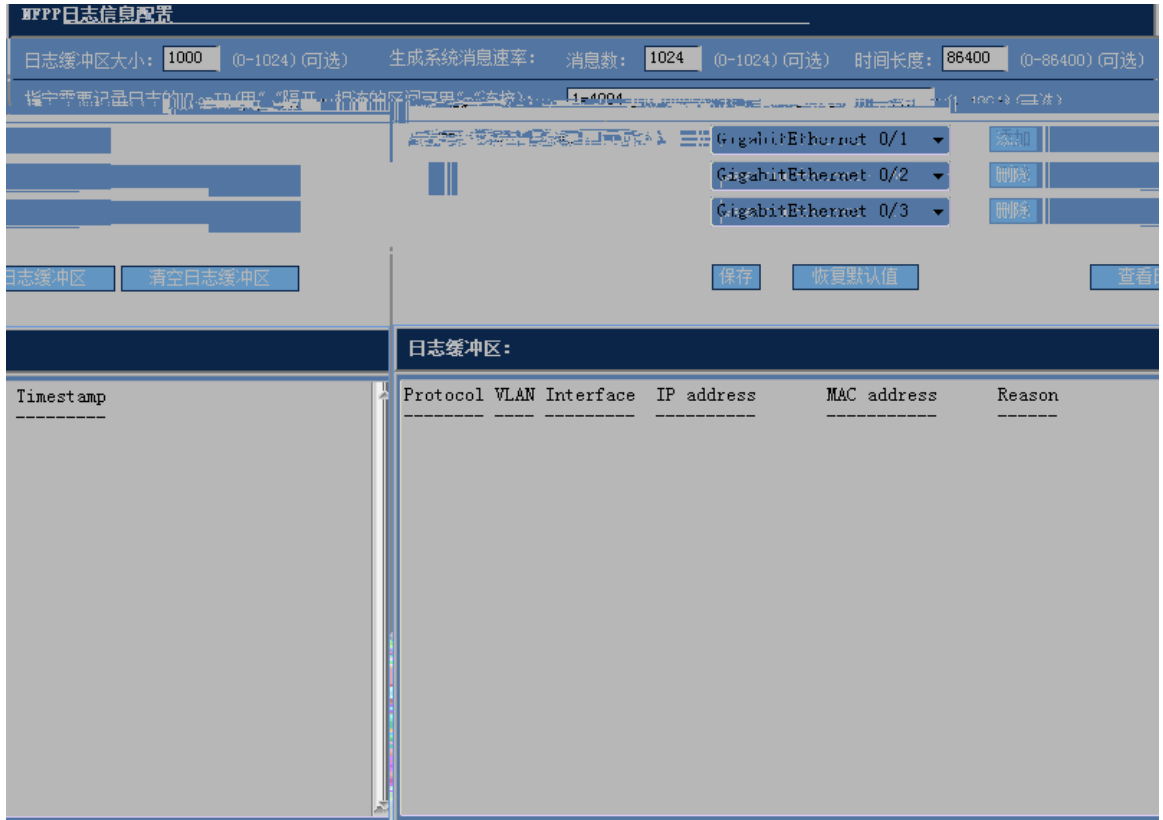 NFPP日志信息配置
日志缓冲区大小: 1000 (0-1024)(可选) 生成系统消息速率: 消息数: 1024 (0-1024)(可选) 时间长度: 86400 (0-86400)(可选)
1-4094
GigabitEthernet 0/1 添加
GigabitEthernet 0/2 删除
GigabitEthernet 0/3 删除
日志缓冲区 清空日志缓冲区 保存 恢复默认值 查看
日志缓冲区:
Timestamp Protocol VLAN Interface IP address MAC address Reason